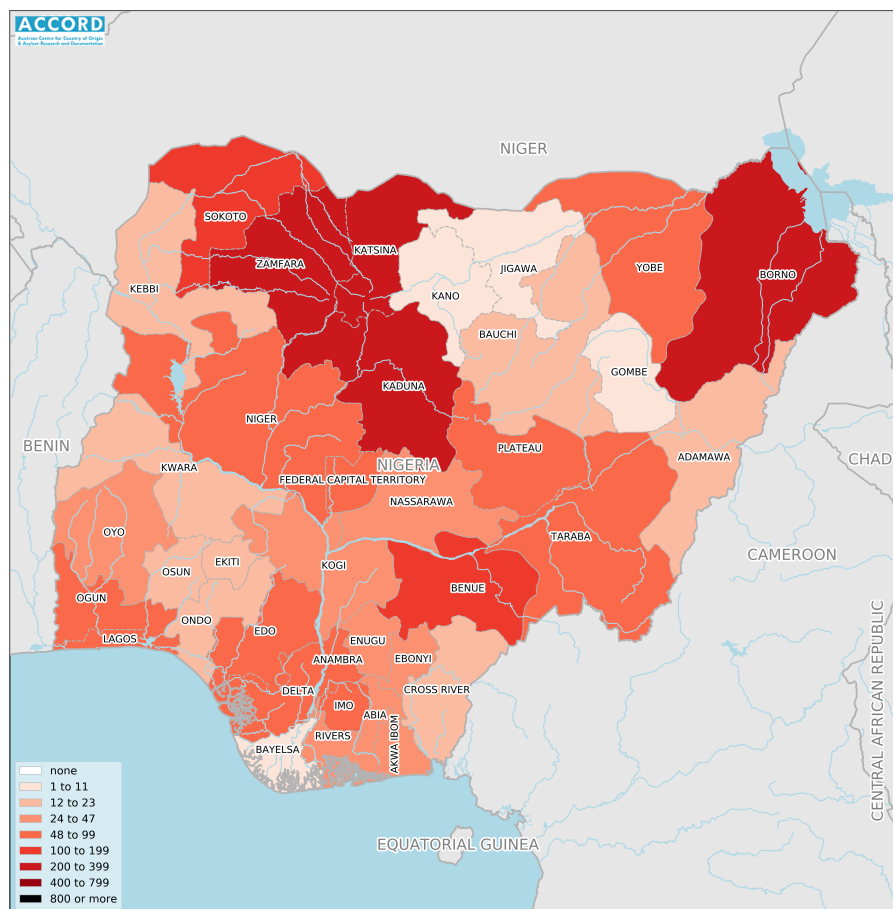 ACCORD
Austrian Centre for Country of Origin
& Asylum Research and Documentation
NIGER
SOKOTO
KATSINA
ZAMFARA
JIGAWA
YOBE
BORNO
KEBBI
KANO
BAUCHI
GOMBE
KADUNA
NIGER
BENIN
PLATEAU
ADAMAWA
CHAD
KWARA
NIGERIA
FEDERAL CAPITAL TERRITORY
NASSARAWA
OYO
TARABA
CAMEROON
EKITI
KOGI
OSUN
BENUE
OGUN
ONDO
EDO
LAGOS
ENUGU
ANAMBRA
EBONYI
CROSS RIVER
DELTA
IMO
ABIA
RIVERS
AKWA IBOM
BAYELSA
CENTRAL AFRICAN REPUBLIC
EQUATORIAL GUINEA
none
1 to 11
12 to 23
24 to 47
48 to 99
100 to 199
200 to 399
400 to 799
800 or more